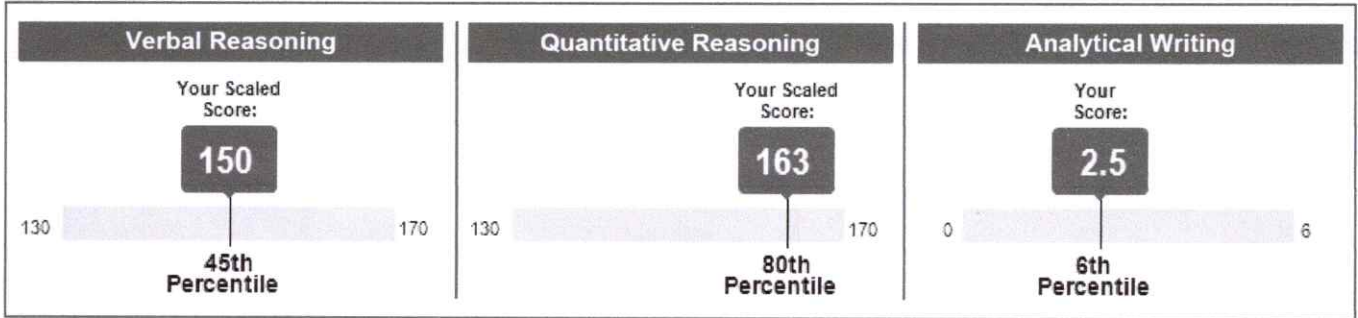 Verbal Reasoning
Your Scaled
Score:
150
130
170
45th
Percentile
Quantitative Reasoning
Your Scaled
Score:
163
130
170
80th
Percentile
Analytical Writing
Your
Score:
2.5
0
6
6th
Percentile